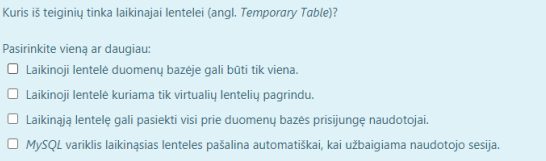 Kuris iš teiginių tinka laikinajai lentelei (angl. Temporary Table)?
Pasirinkite vieną ar daugiau:
Laikinoji lentelė duomenų bazėje gali būti tik viena.
Laikinoji lentelė kuriama tik virtualių lentelių pagrindu.
Laikinąją lentelę gali pasiekti visi prie duomenų bazės prisijungę naudotojai.
MySQL variklis laikinąsias lenteles pašalina automatiškai, kai užbaigiama naudotojo sesija.